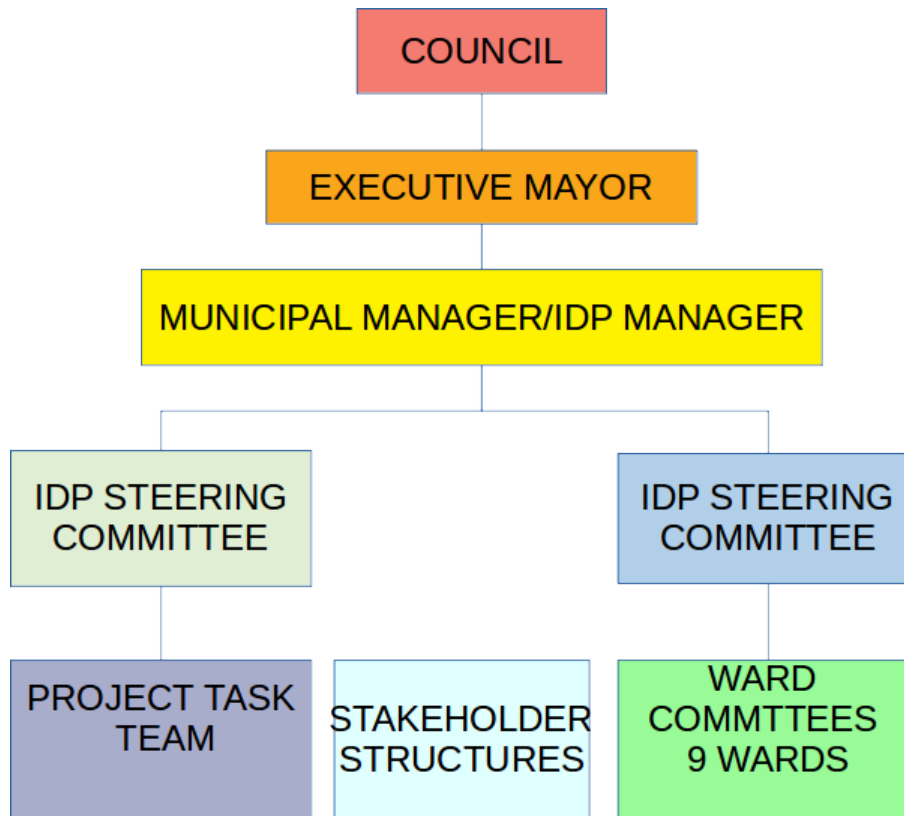 COUNCIL
EXECUTIVE MAYOR
MUNICIPAL MANAGER/IDP MANAGER
IDP STEERING
COMMITTEE
IDP STEERING
COMMITTEE
PROJECT TASK
TEAM
STAKEHOLDER
STRUCTURES
WARD
COMMTTEES
9 WARDS